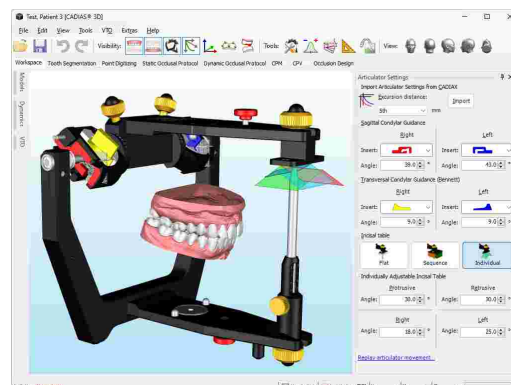 Test, Patient 3 [CADIAS® 3D]
File Edit View Tools VTD Extras Help
Visibility: Tools: View:
Workspace Tooth Segmentation Point Digitizing Static Occlusal Protocol Dynamic Occlusal Protocol CPM CPV Occlusion Design
Models
Dynamics
VTD
Articulator Settings
Import Articulator Settings from CADIAX
Excursion distance:
5th mm Import
Sagittal Condylar Guidance
Right Left
Insert: Insert:
Angle: 39.0 ° Angle: 43.0 °
Transversal Condylar Guidance (Bennett)
Right Left
Insert: Insert:
Angle: 9.0 ° Angle: 9.0 °
Incisal table
Flat Sequence Individual
Individually Adjustable Incisal Table
Protrusive Retrusive
Angle: 30.0 ° Angle: 30.0 °
Right Left
Angle: 18.0 ° Angle: 25.0 °
Replay articulator movement...